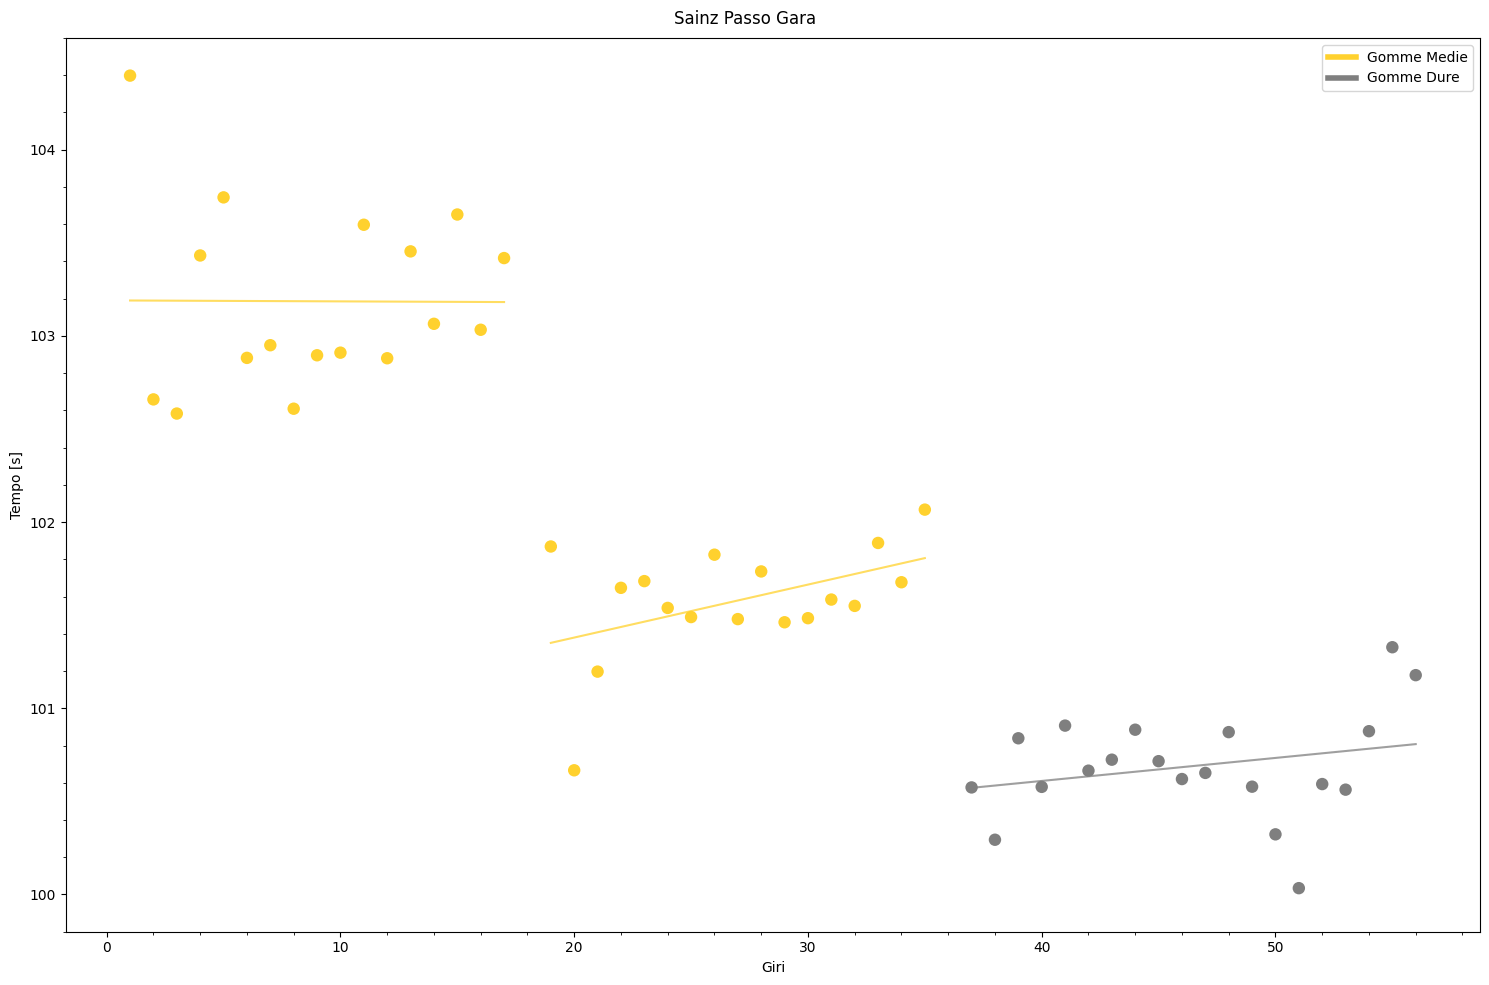 Sainz Passo Gara
Gomme Medie
Gomme Dure
104
103
102
101
100
Tempo [s]
0 10 20 30 40 50
Giri